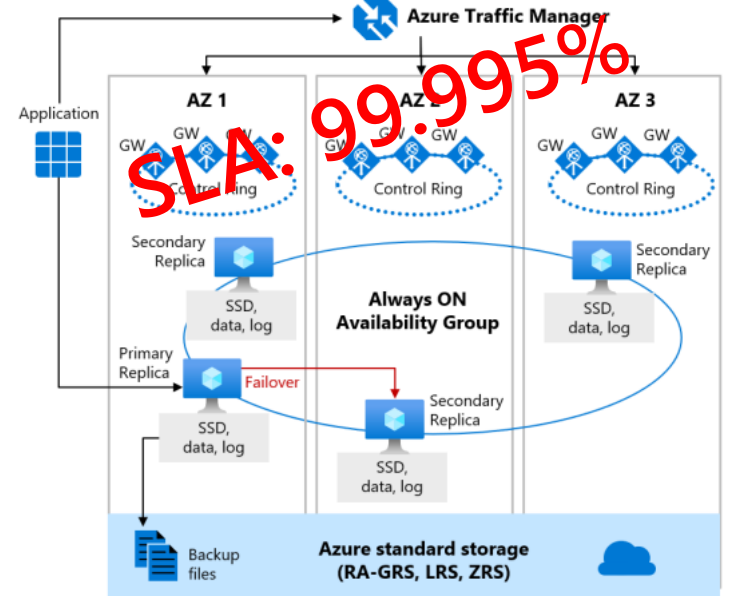 Azure Traffic Manager
SLA: 99.995%
Application
AZ 1
AZ 2
AZ 3
GW
GW
GW
GW
GW
GW
GW
GW
GW
Control Ring
Control Ring
Control Ring
Secondary
Replica
SSD,
data, log
Always ON
Availability Group
Secondary
Replica
SSD,
data, log
Primary
Replica
Failover
SSD,
data, log
Secondary
Replica
SSD,
data, log
Backup
files
Azure standard storage
(RA-GRS, LRS, ZRS)